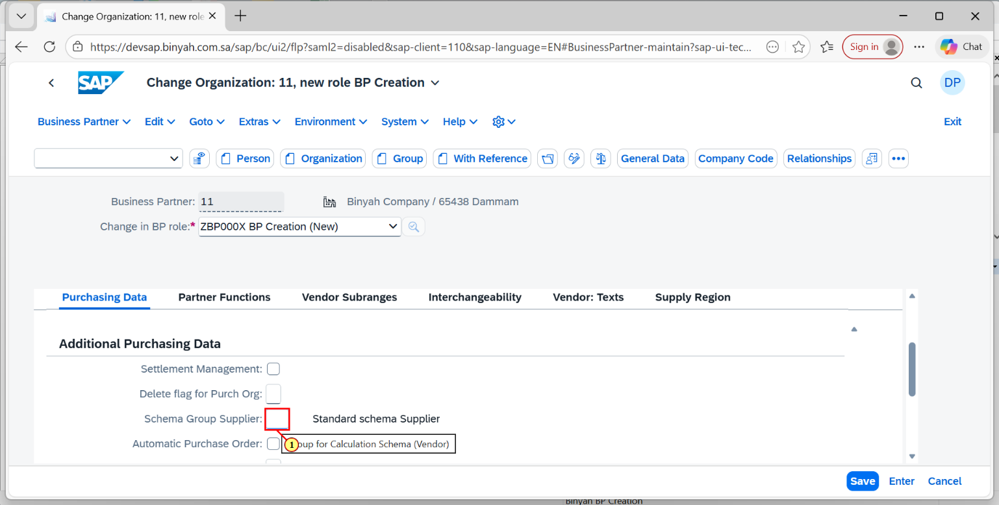 Change Organization: 11, new role
https://devsap.binyah.com.sa/sap/bc/ui2/flp?saml2=disabled&sap-client=110&sap-language=EN#BusinessPartner-maintain?sap-ui-tec...
Sign in
Chat
SAP
Change Organization: 11, new role BP Creation
DP
Business Partner
Edit
Goto
Extras
Environment
System
Help
Exit
Person
Organization
Group
With Reference
General Data
Company Code
Relationships
Business Partner: 11
Binyah Company / 65438 Dammam
Change in BP role:* ZBP000X BP Creation (New)
Purchasing Data
Partner Functions
Vendor Subranges
Interchangeability
Vendor: Texts
Supply Region
Additional Purchasing Data
Settlement Management:
Delete flag for Purch Org:
Schema Group Supplier:
Standard schema Supplier
Automatic Purchase Order:
1
for Calculation Schema (Vendor)
Save
Enter
Cancel
Binyah BP Creation